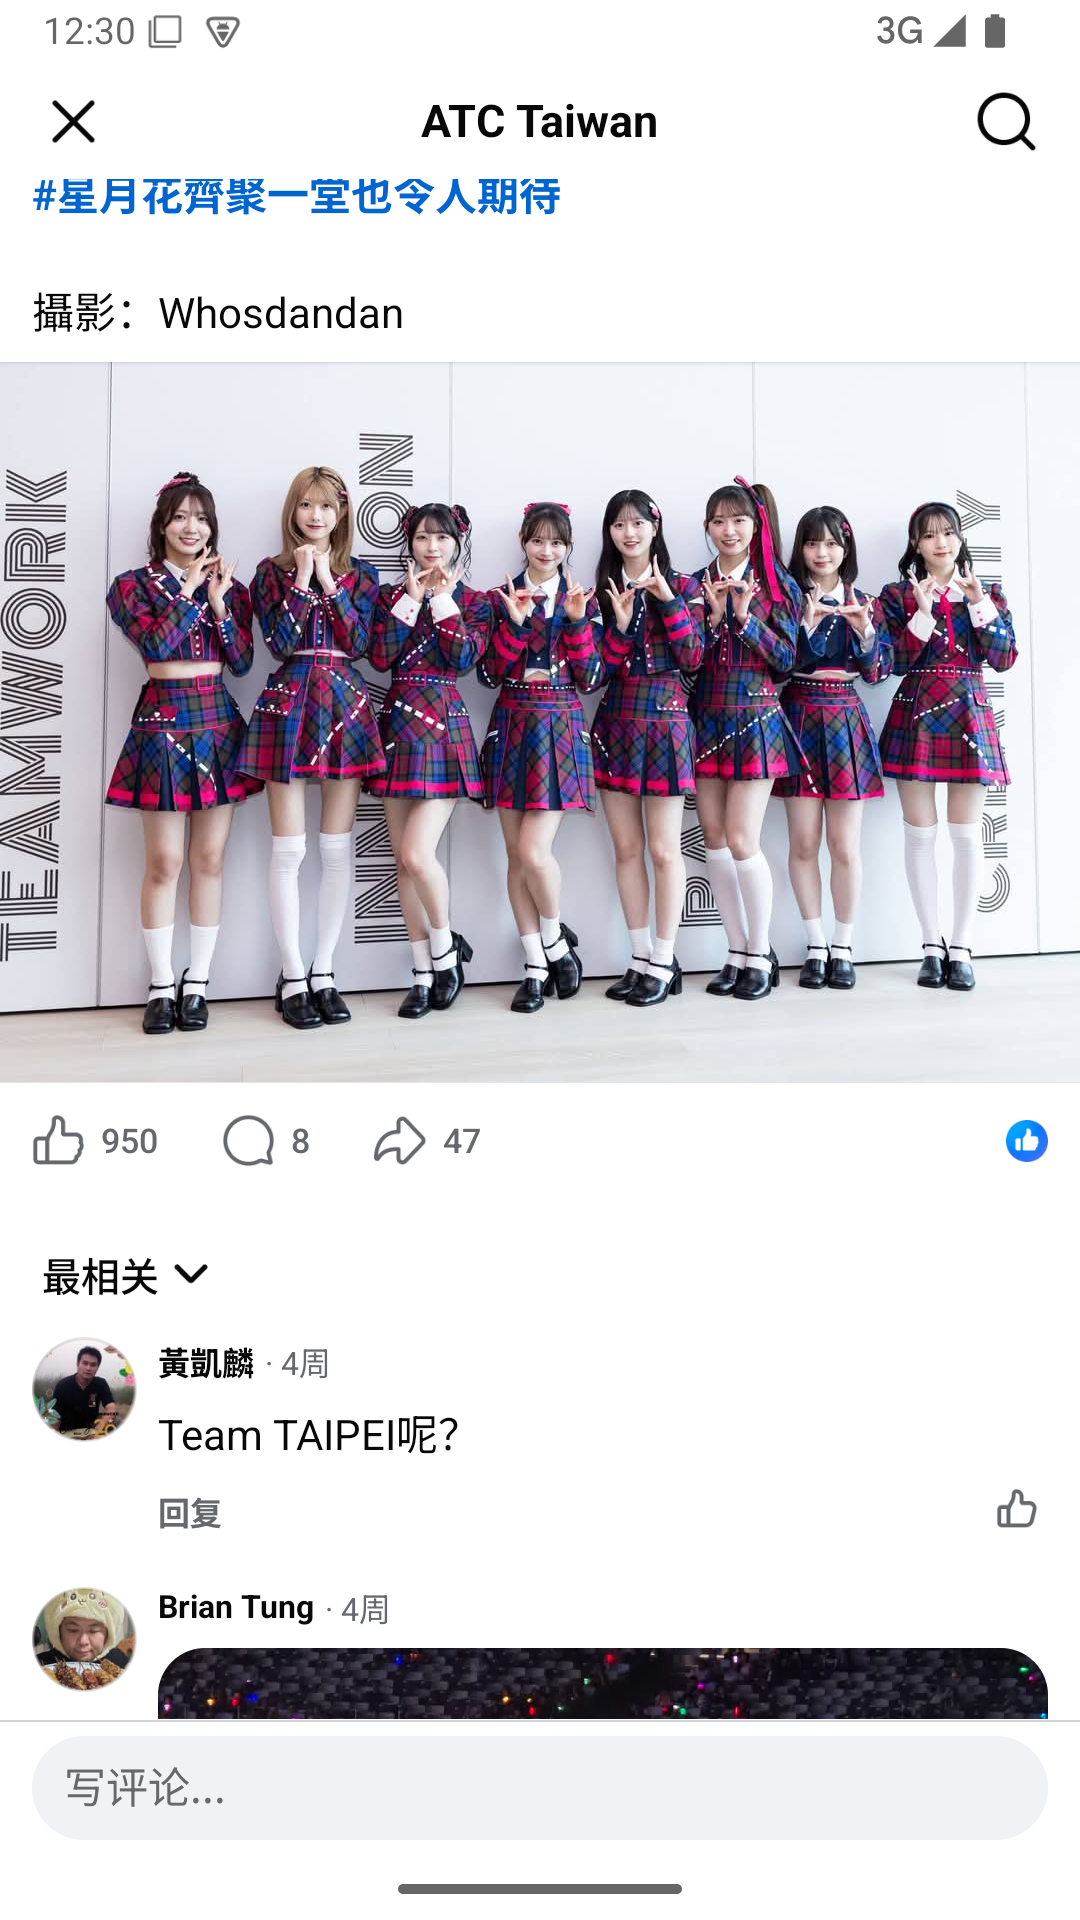 12:30
3G
ATC Taiwan
#星月花齊聚一堂也令人期待
攝影：Whosdandan
TEAMWORK
950
8
47
最相关
黃凱麟 · 4周
Team TAIPEI呢？
回复
Brian Tung · 4周
写评论...